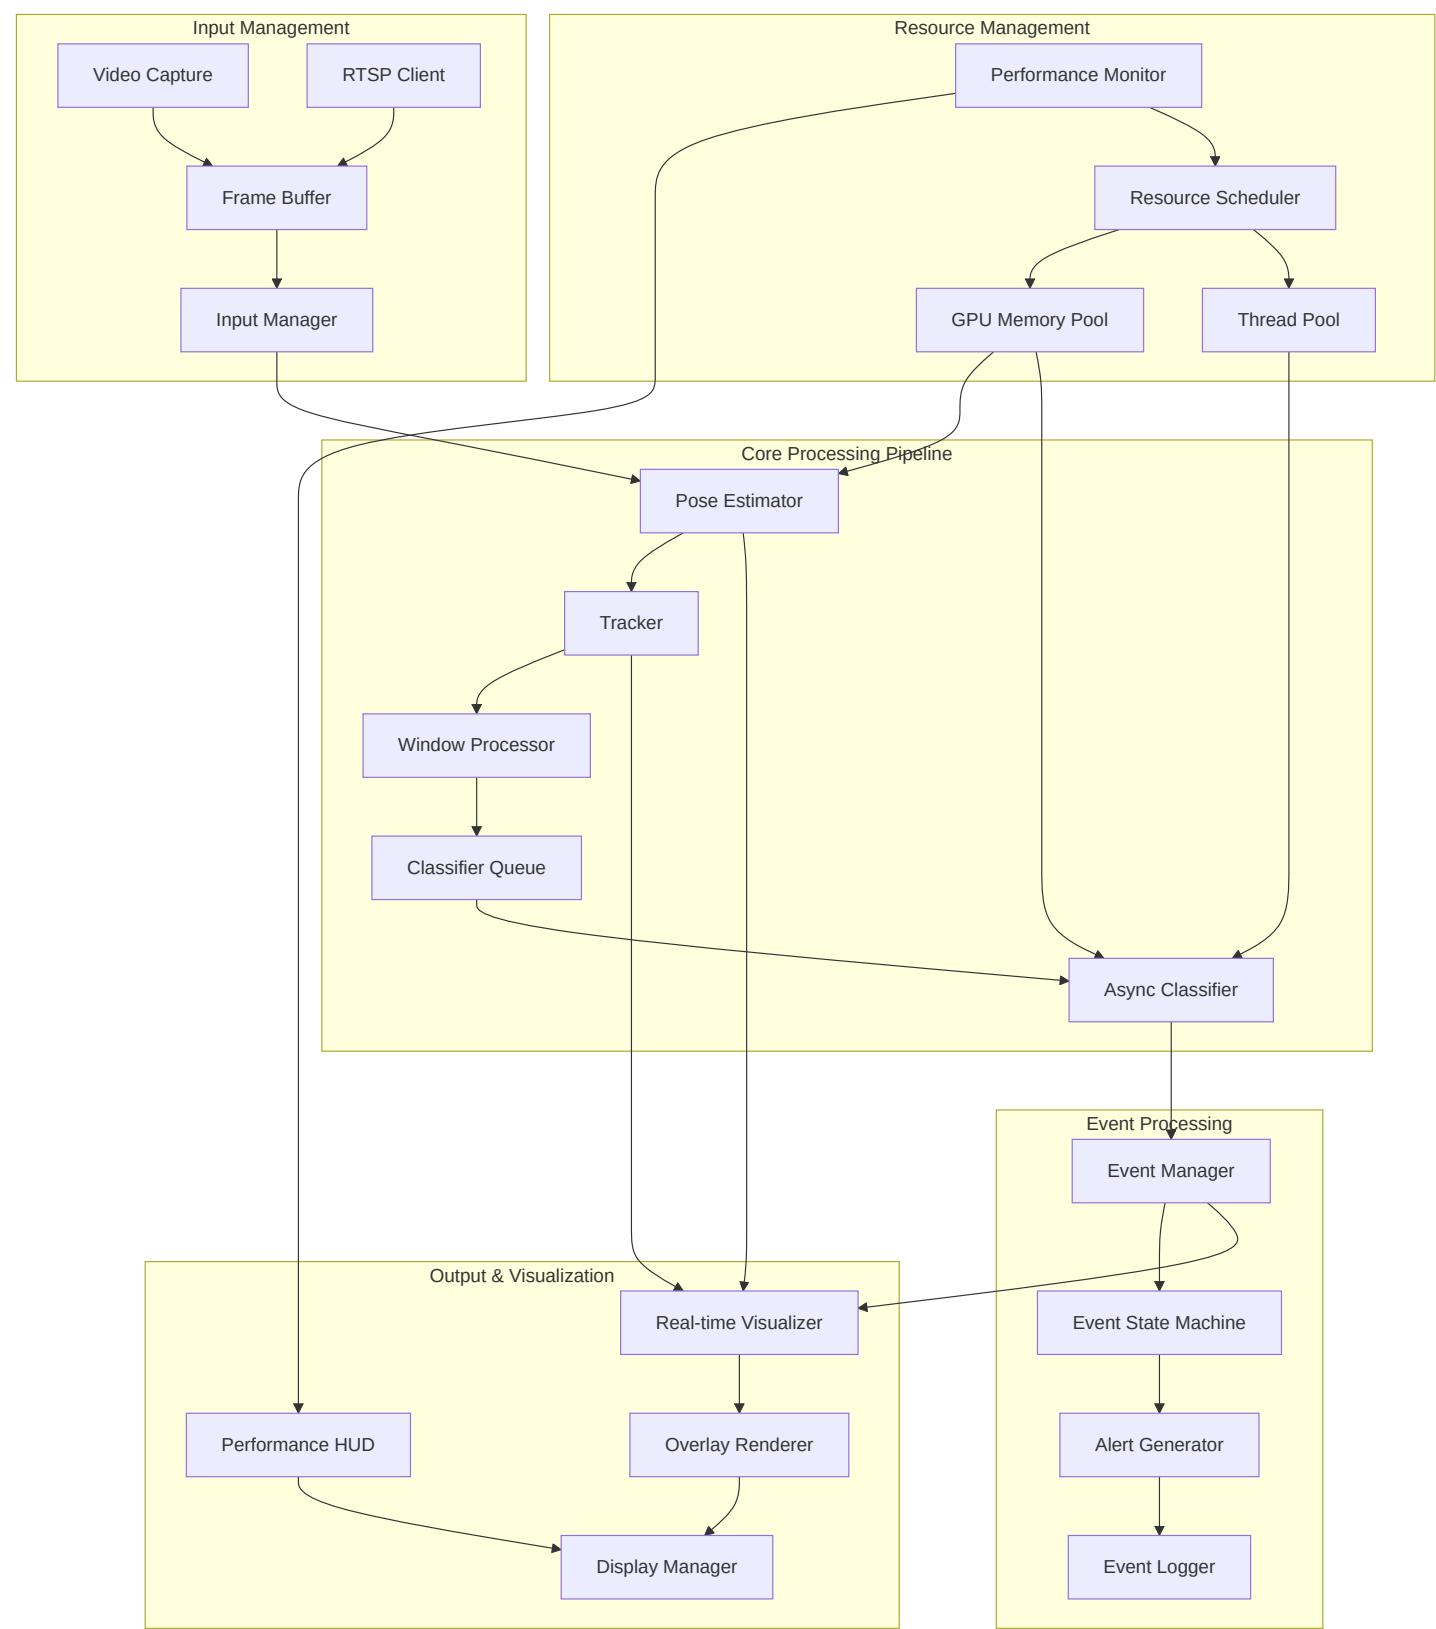 Input Management
Resource Management
Video Capture
RTSP Client
Performance Monitor
Frame Buffer
Resource Scheduler
Input Manager
GPU Memory Pool
Thread Pool
Core Processing Pipeline
Pose Estimator
Tracker
Window Processor
Classifier Queue
Async Classifier
Event Processing
Event Manager
Output & Visualization
Real-time Visualizer
Event State Machine
Performance HUD
Overlay Renderer
Alert Generator
Display Manager
Event Logger